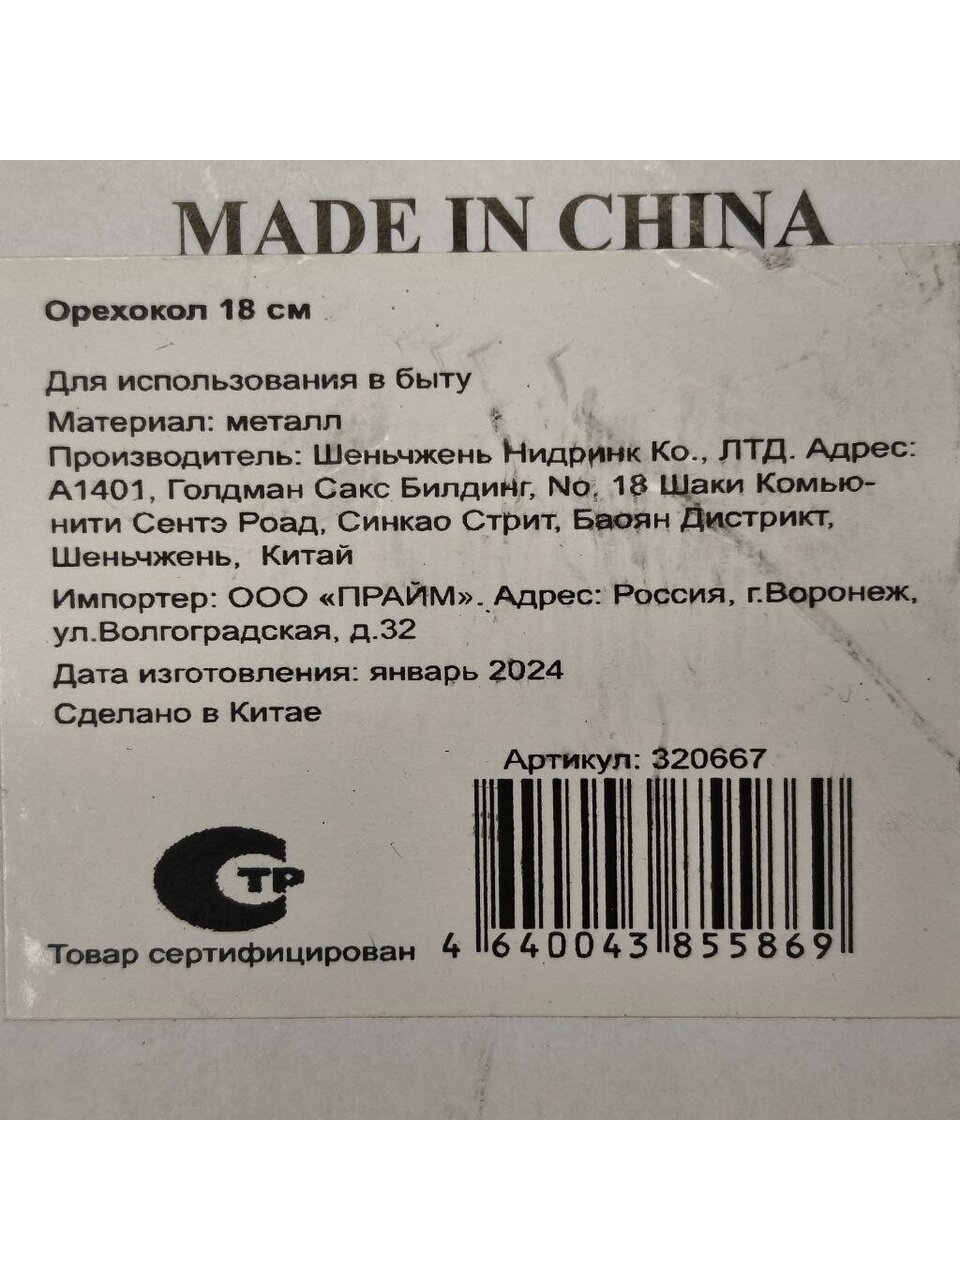 MADE IN CHINA
Орехокол 18 см
Для использования в быту
Материал: металл
Производитель: Шеньчжень Нидринк Ко., ЛТД. Адрес:
А1401, Голдман Сакс Билдинг, No. 18 Шаки Комью-
нити Сентэ Роад, Синкао Стрит, Баоян Дистрикт,
Шеньчжень, Китай
Импортер: ООО «ПРАЙМ». Адрес: Россия, г.Воронеж,
ул.Волгоградская, д.32
Дата изготовления: январь 2024
Сделано в Китае
Артикул: 320667
СТР
Товар сертифицирован
4 640043 855869